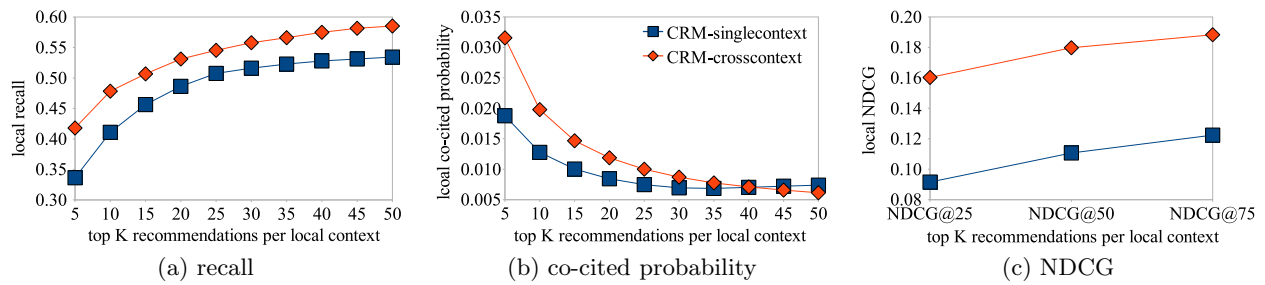 local recall
0.60
0.55
0.50
0.45
0.40
0.35
0.30
5 10 15 20 25 30 35 40 45 50
top K recommendations per local context
(a) recall
lcoal co-cited probability
0.035
0.030
0.025
0.020
0.015
0.010
0.005
CRM-singlecontext
CRM-crosscontext
5 10 15 20 25 30 35 40 45 50
top K recommendations per local context
(b) co-cited probability
local NDCG
0.20
0.18
0.16
0.14
0.12
0.10
0.08
NDCG@25 NDCG@50 NDCG@75
top K recommendations per local context
(c) NDCG